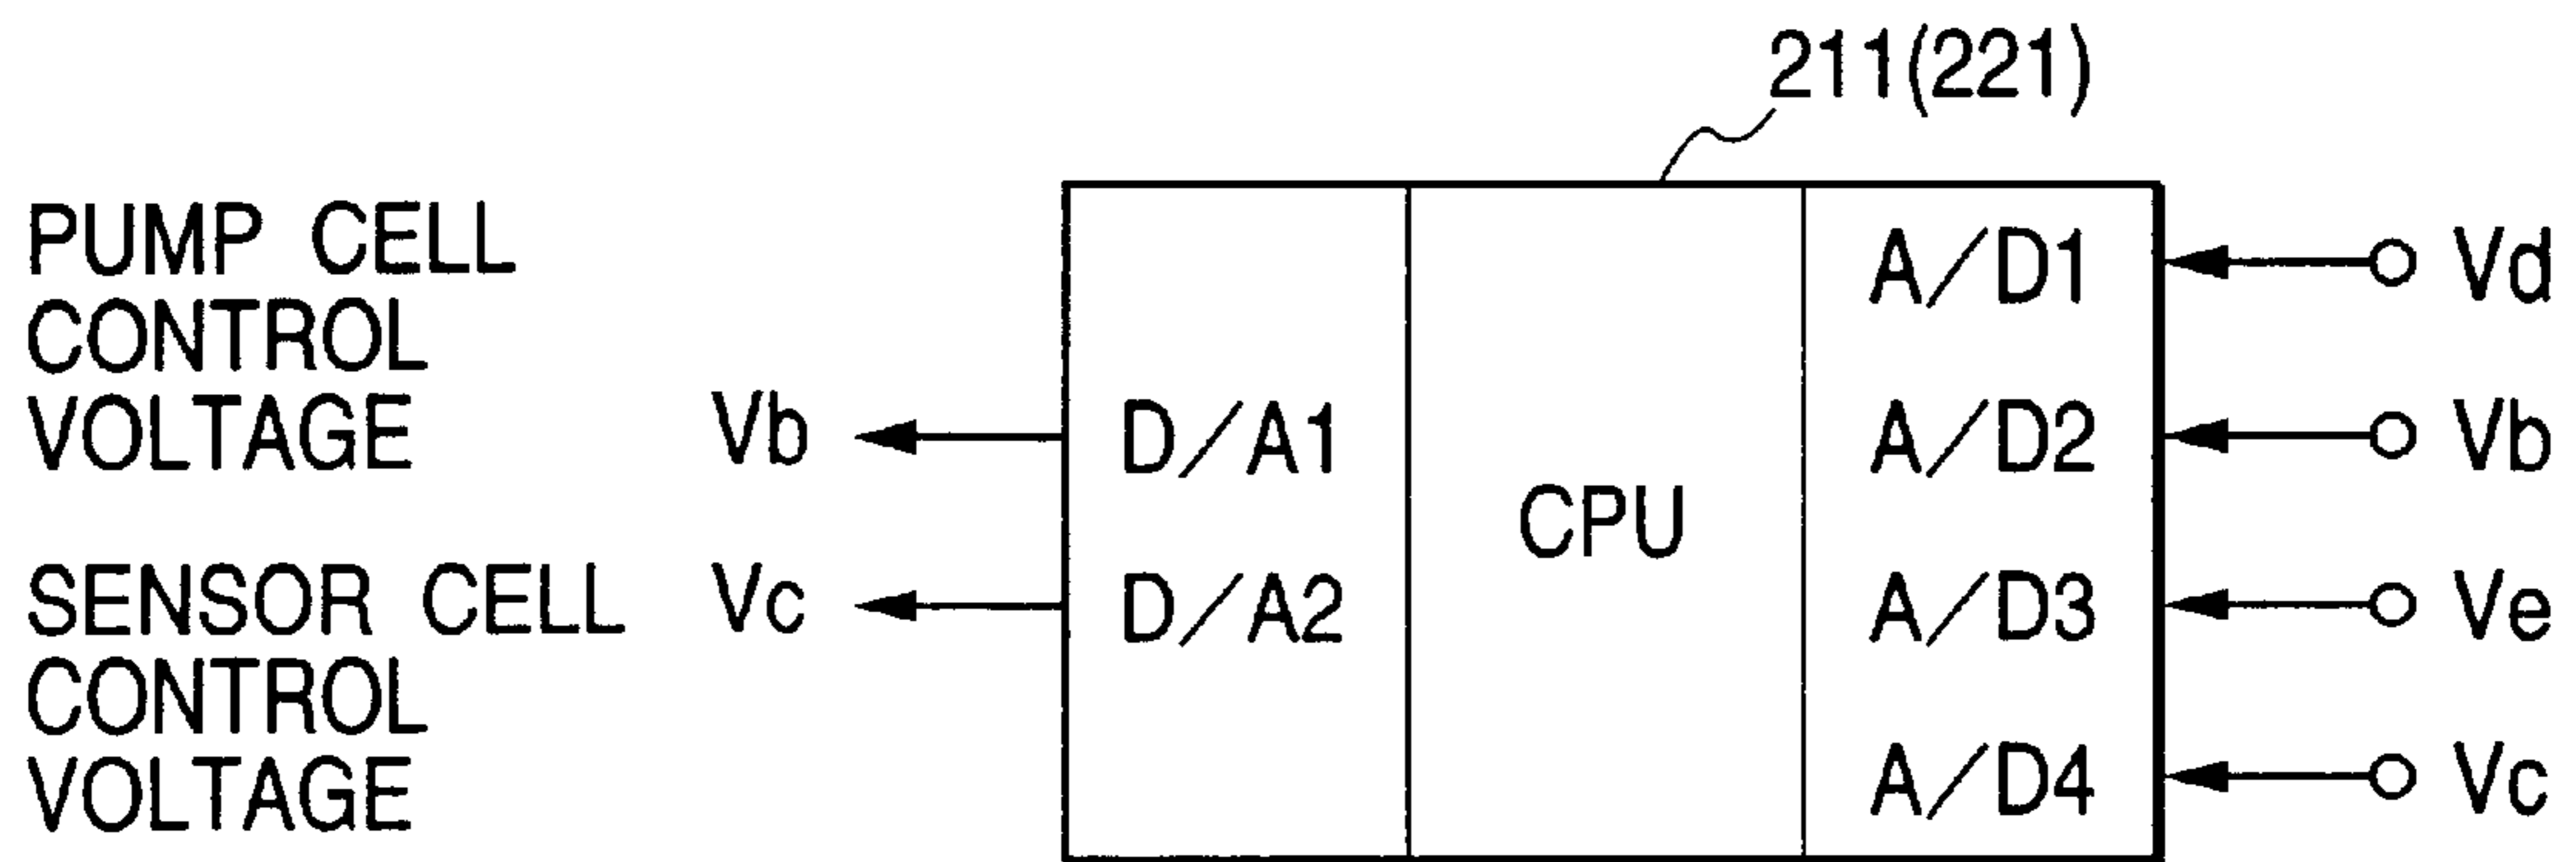 211(221)
PUMP CELL
CONTROL
VOLTAGE
Vb
D/A1
SENSOR CELL
CONTROL
VOLTAGE
Vc
D/A2
CPU
A/D1
Vd
A/D2
Vb
A/D3
Ve
A/D4
Vc